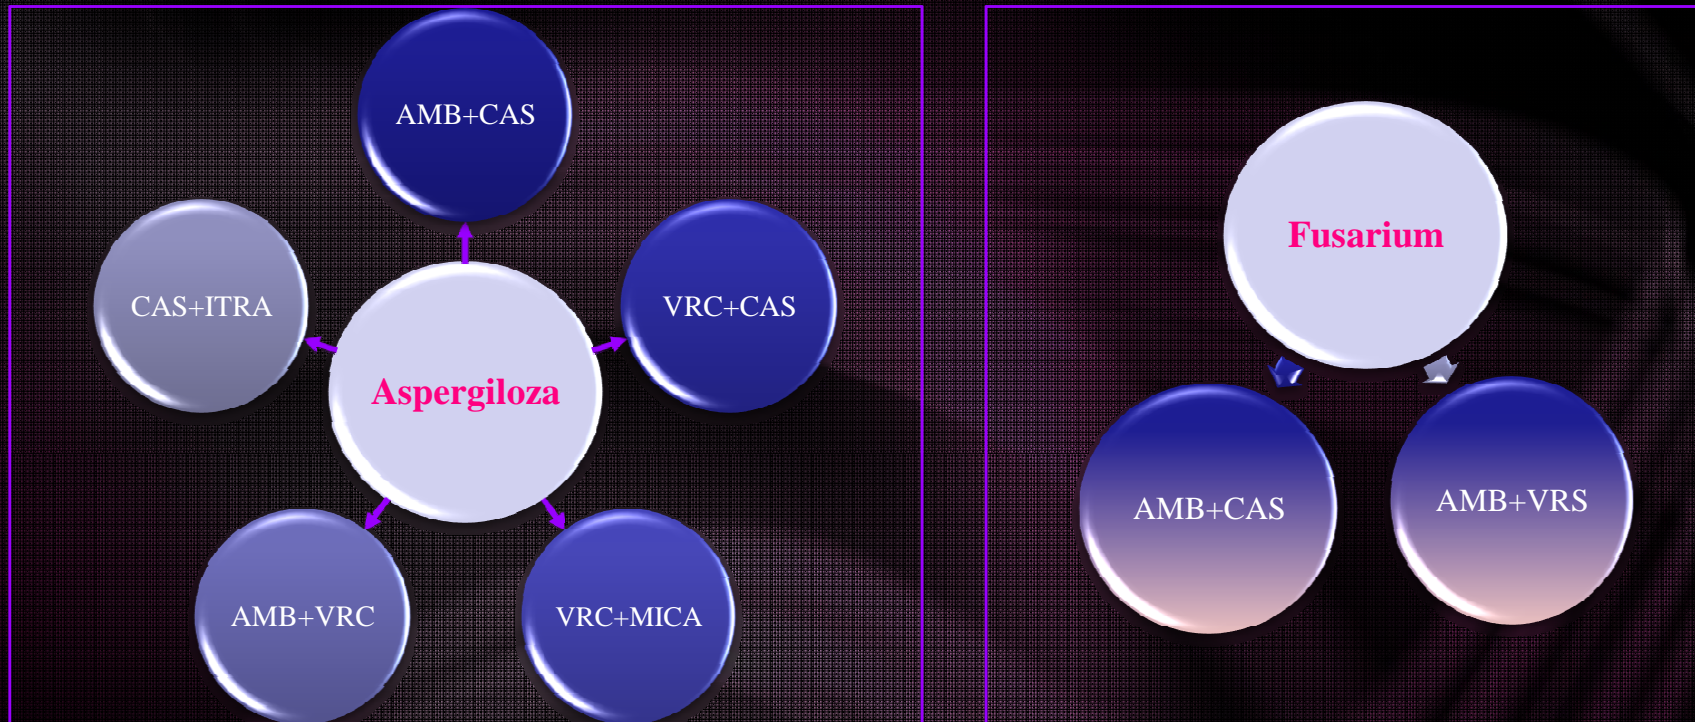 AMB+CAS
CAS+ITRA
VRC+CAS
Aspergiloza
AMB+VRC
VRC+MICA
Fusarium
AMB+CAS
AMB+VRS